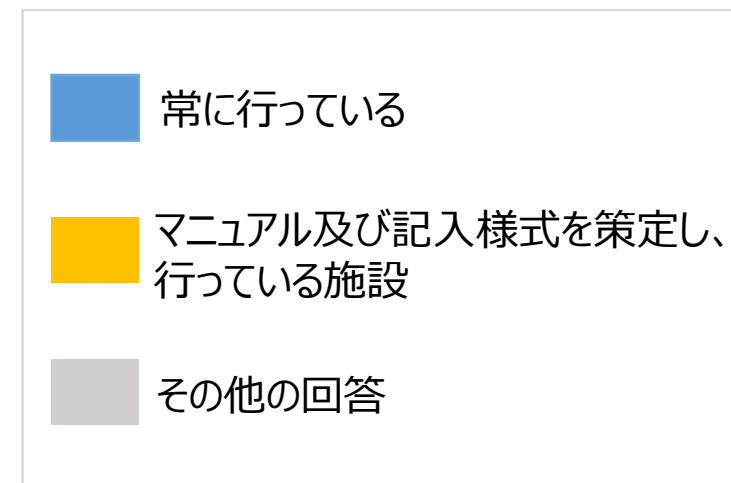 常に行っている
マニュアル及び記入様式を策定し、
行っている施設
その他の回答